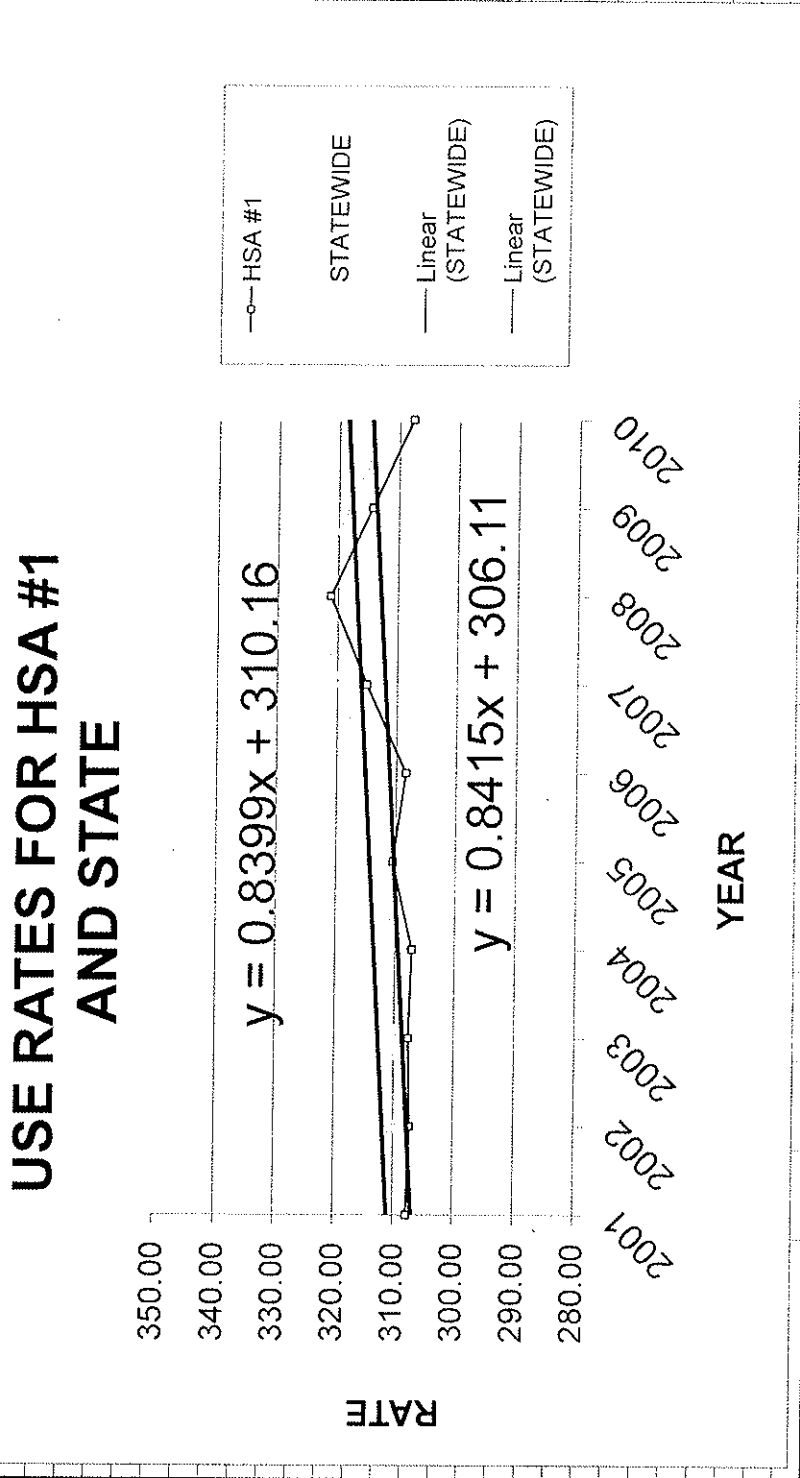 USE RATES FOR HSA #1
AND STATE
350.00
340.00
330.00
320.00
310.00
300.00
290.00
280.00
RATE
y = 0.8399x + 310.16
y = 0.8415x + 306.11
2001
2002
2003
2004
2005
2006
2007
2008
2009
2010
YEAR
HSA #1
STATEWIDE
Linear
(STATEWIDE)
Linear
(STATEWIDE)